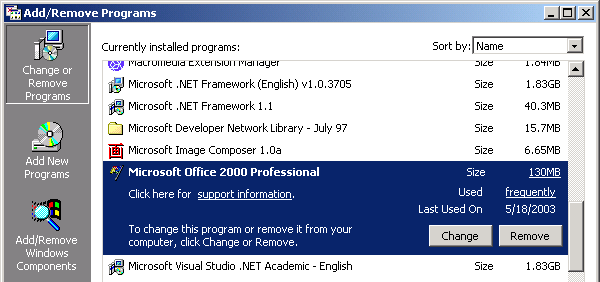 Add/Remove Programs
Change or
Remove
Programs
Add New
Programs
Add/Remove
Windows
Components
Currently installed programs:
Sort by: Name
Macromedia Extension Manager Size 1.84MB
Microsoft .NET Framework (English) v1.0.3705 Size 1.83GB
Microsoft .NET Framework 1.1 Size 40.3MB
Microsoft Developer Network Library - July 97 Size 15.7MB
Microsoft Image Composer 1.0a Size 6.65MB
Microsoft Office 2000 Professional Size 130MB
Click here for support information. Used frequently
Last Used On 5/18/2003
To change this program or remove it from your
computer, click Change or Remove.
Change Remove
Microsoft Visual Studio .NET Academic - English Size 1.83GB